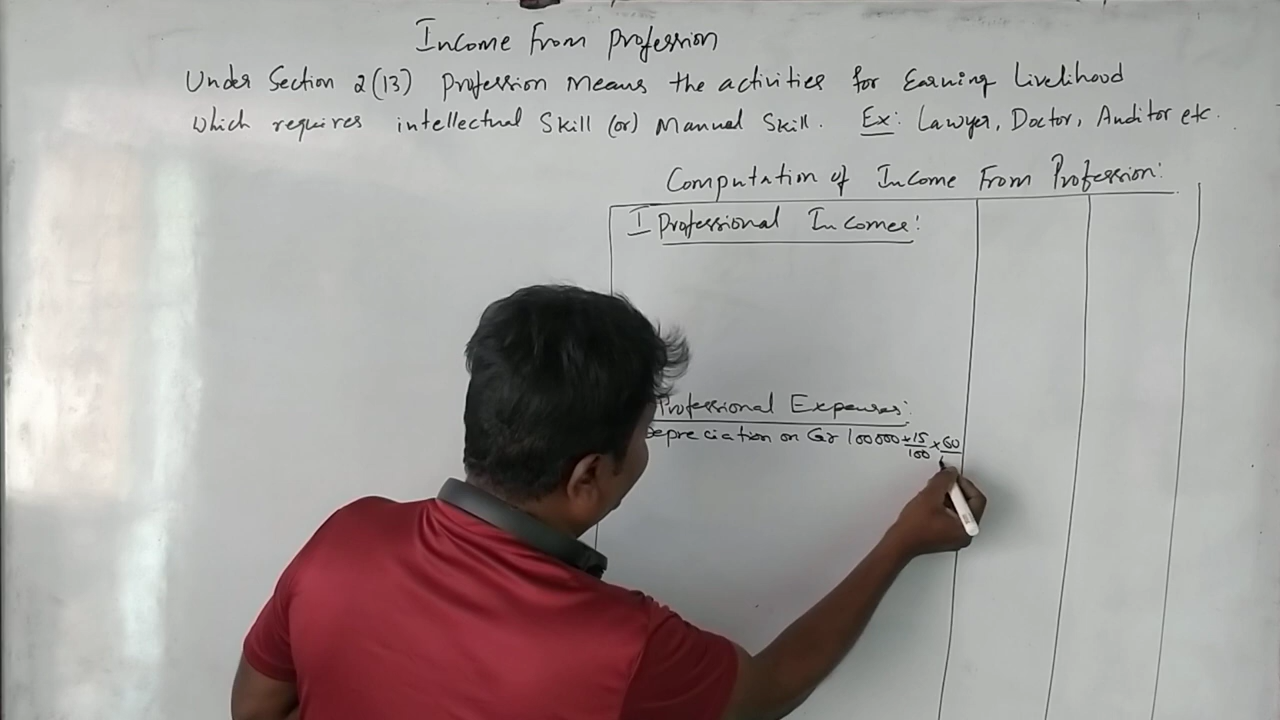 Income From Profession
Under Section 2(13) Profession Means the activities for Earning Livelihood
Which requires intellectual Skill (or) Manual Skill. Ex: Lawyer, Doctor, Auditor etc.
Computation of Income From Profession:
I Professional Incomes:
Professional Expenses:
Depreciation on Car 100000 × 15/100 × 60/